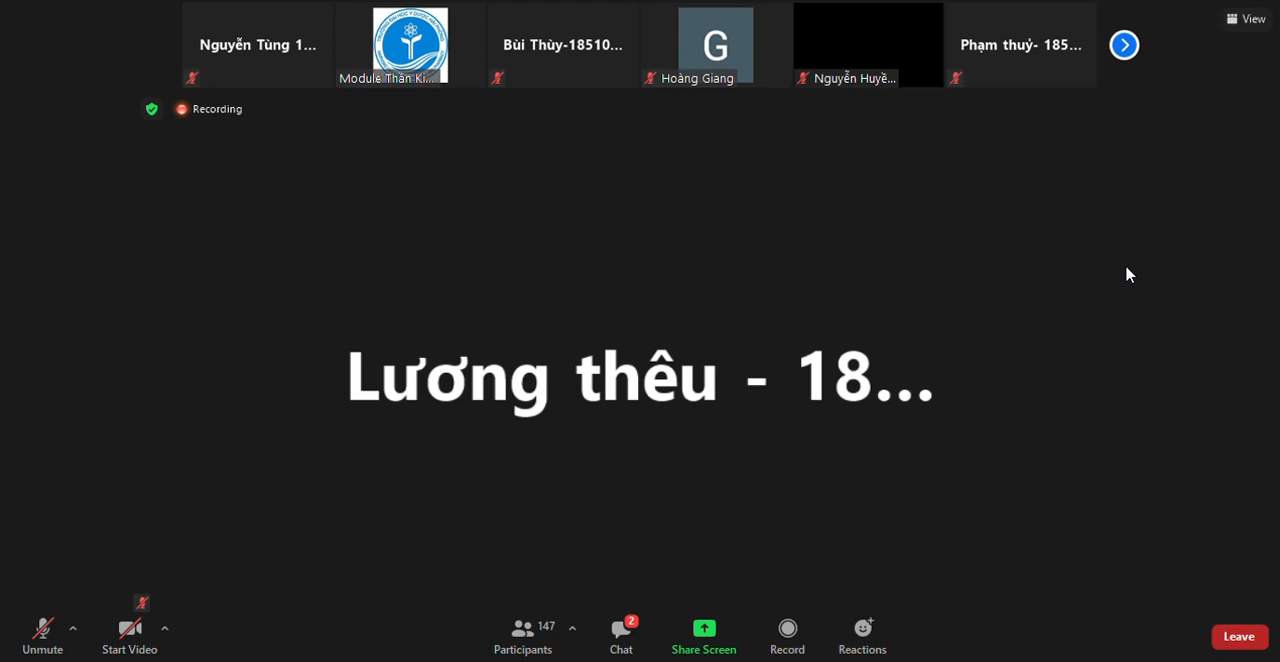 Nguyễn Tùng 1...
Module Thần Ki...
Bùi Thùy-18510...
G
Hoàng Giang
Nguyễn Huyề...
Phạm thuỷ- 185...
View
Recording
Lương thêu - 18...
Unmute
Start Video
147
Participants
2
Chat
Share Screen
Record
Reactions
Leave